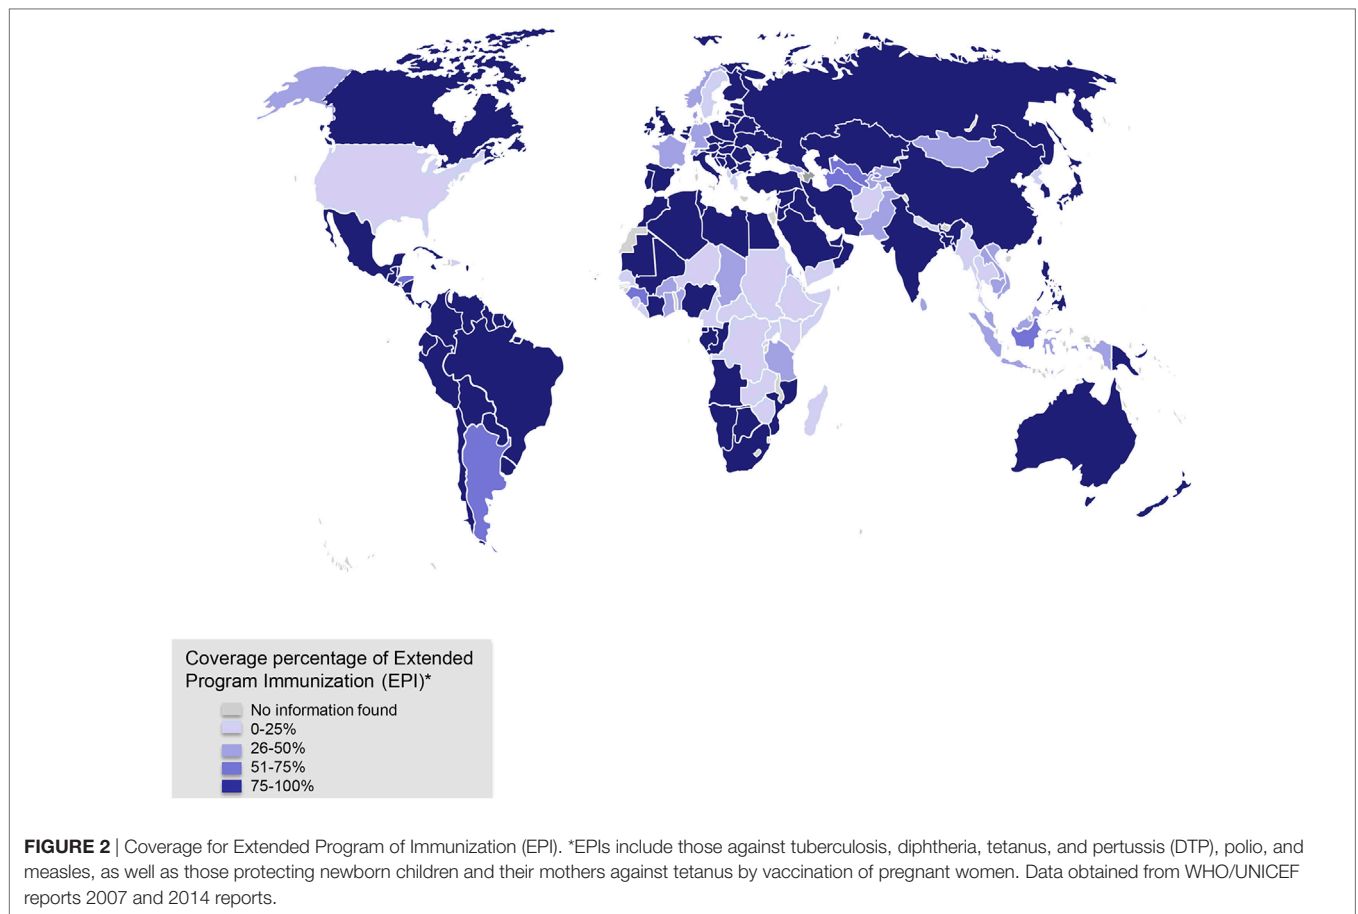 Coverage percentage of Extended
Program Immunization (EPI)*
No information found
0-25%
26-50%
51-75%
75-100%
FIGURE 2 | Coverage for Extended Program of Immunization (EPI). *EPIs include those against tuberculosis, diphtheria, tetanus, and pertussis (DTP), polio, and
measles, as well as those protecting newborn children and their mothers against tetanus by vaccination of pregnant women. Data obtained from WHO/UNICEF
reports 2007 and 2014 reports.